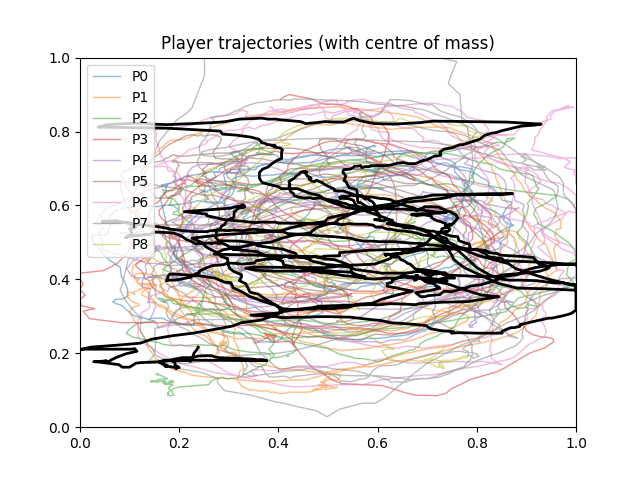 Player trajectories (with centre of mass)
1.0
0.8
0.6
0.4
0.2
0.0
P0
P1
P2
P3
P4
P5
P6
P7
P8
0.0 0.2 0.4 0.6 0.8 1.0